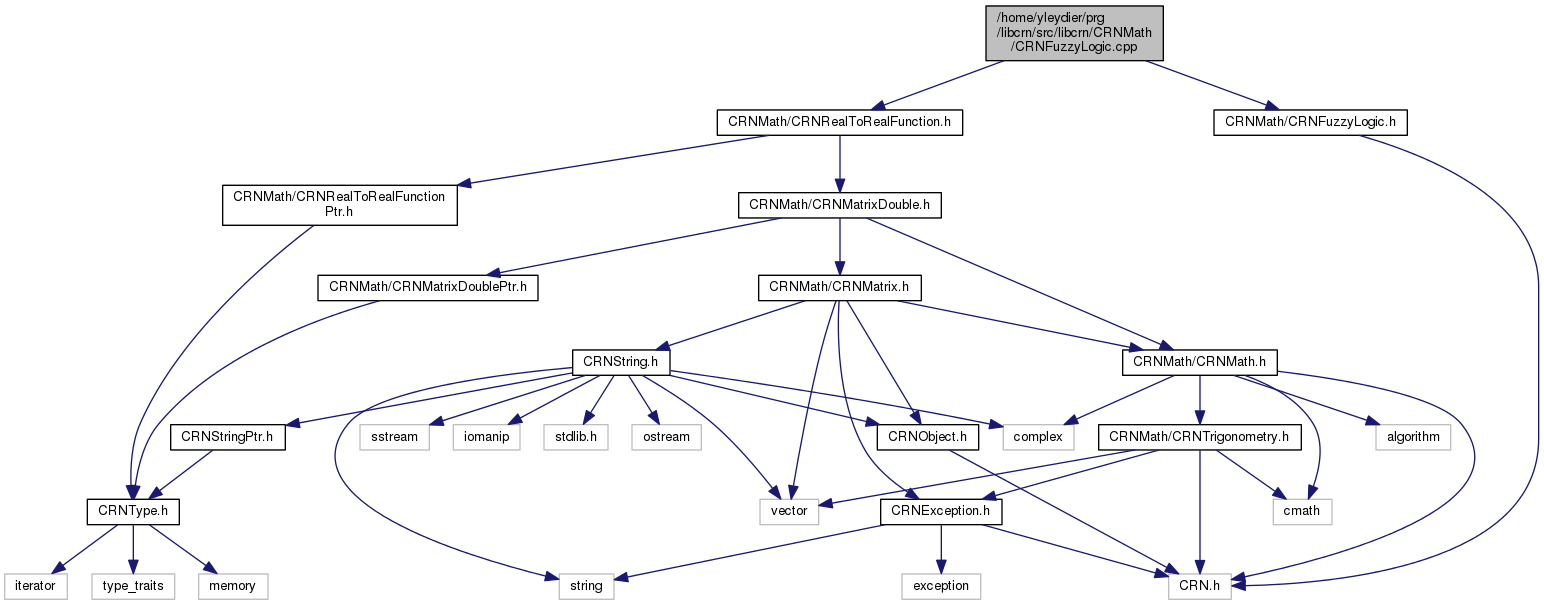 /home/yleydier/prg
/libcrn/src/libcrn/CRNMath
/CRNFuzzyLogic.cpp
CRNMath/CRNRealToRealFunction.h
CRNMath/CRNFuzzyLogic.h
CRNMath/CRNRealToRealFunction
Ptr.h
CRNMath/CRNMatrixDouble.h
CRNMath/CRNMatrixDoublePtr.h
CRNMath/CRNMatrix.h
CRNString.h
CRNMath/CRNMath.h
CRNStringPtr.h
sstream
iomanip
stdlib.h
ostream
CRNObject.h
complex
CRNMath/CRNTrigonometry.h
algorithm
CRNType.h
vector
CRNException.h
cmath
iterator
type_traits
memory
string
exception
CRN.h